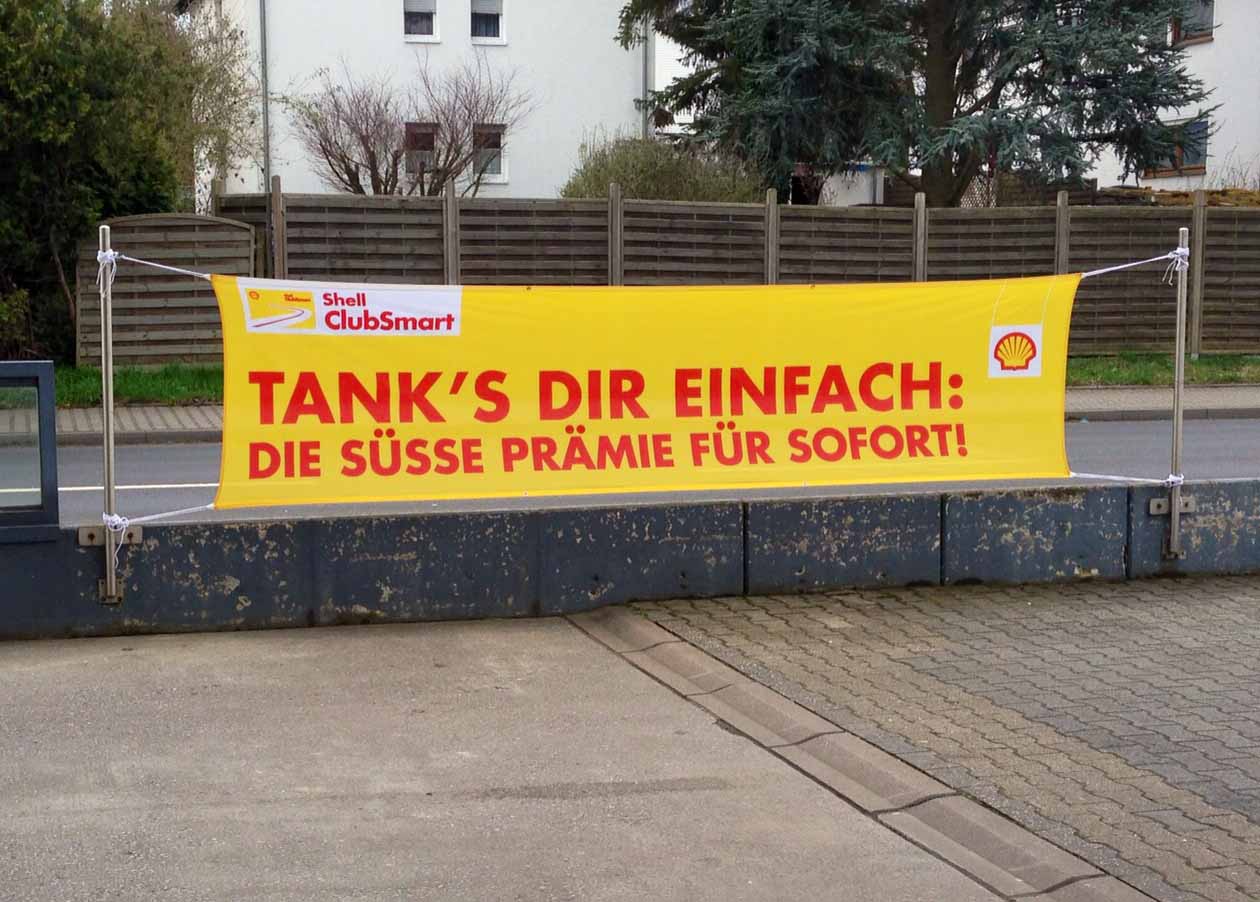 Shell
ClubSmart
TANK’S DIR EINFACH:
DIE SÜSSE PRÄMIE FÜR SOFORT!